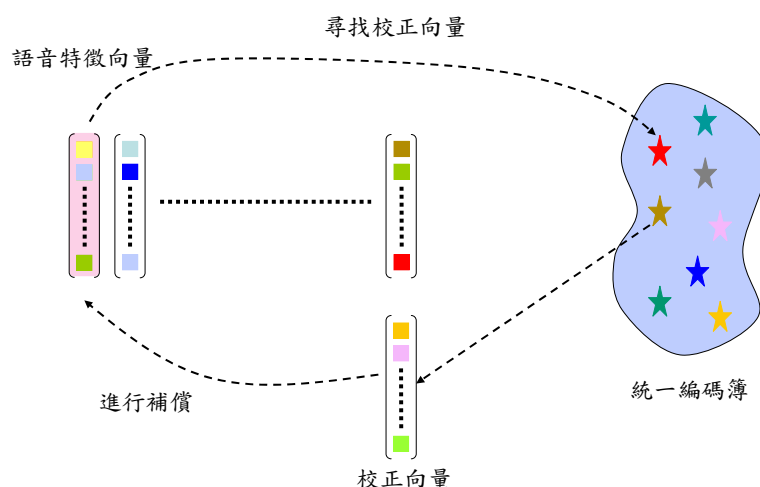 尋找校正向量
語音特徵向量
進行補償
統一編碼簿
校正向量